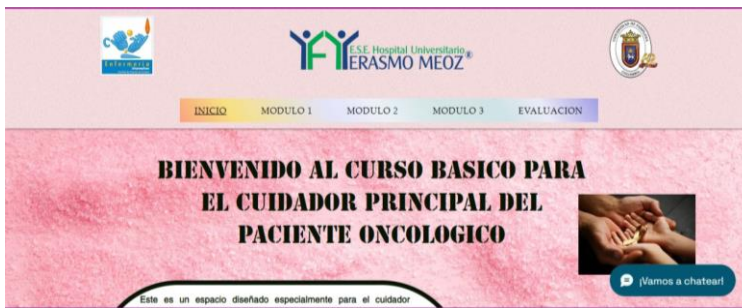 Enfermería
E.S.E. Hospital Universitario
ERASMO MEOZ®
INICIO MODULO 1 MODULO 2 MODULO 3 EVALUACION
BIENVENIDO AL CURSO BASICO PARA
EL CUIDADOR PRINCIPAL DEL
PACIENTE ONCOLOGICO
¡Vamos a chatear!
Este es un espacio diseñado especialmente para el cuidador